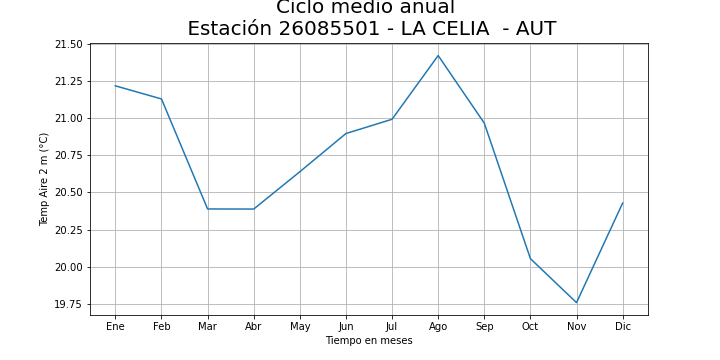 Ciclo medio anual
Estación 26085501 - LA CELIA  - AUT
21.50
21.25
21.00
20.75
20.50
20.25
20.00
19.75
Temp Aire 2 m (°C)
Ene Feb Mar Abr May Jun Jul Ago Sep Oct Nov Dic
Tiempo en meses